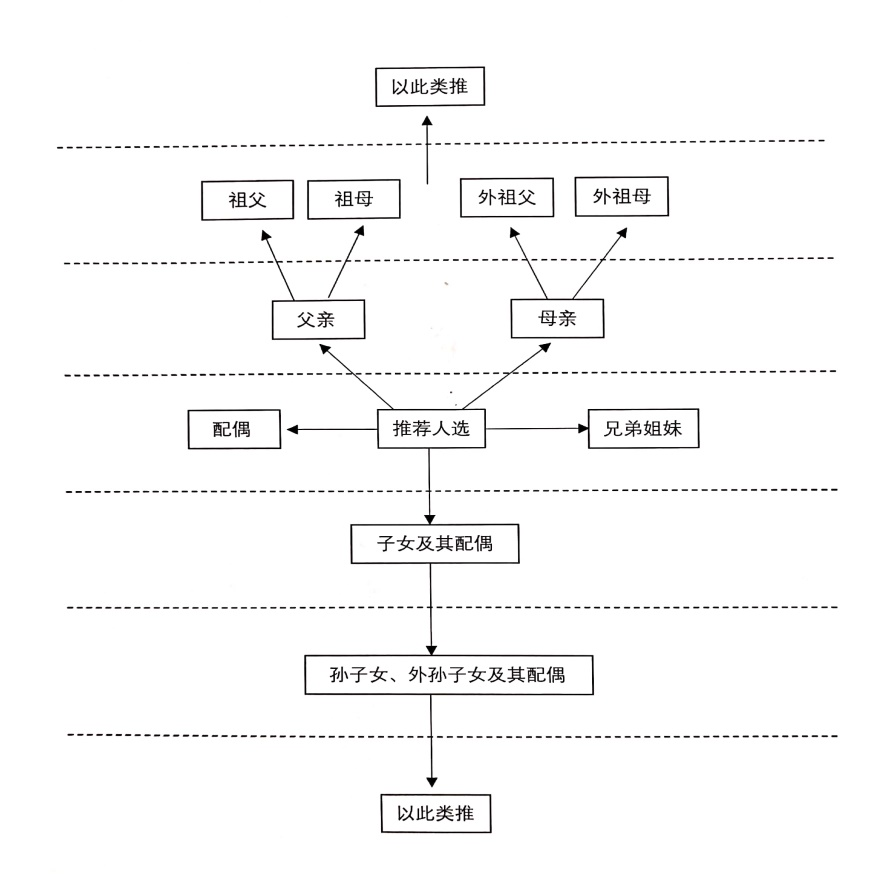 以此类推
祖父
祖母
外祖父
外祖母
父亲
母亲
配偶
推荐人选
兄弟姐妹
子女及其配偶
孙子女、外孙子女及其配偶
以此类推